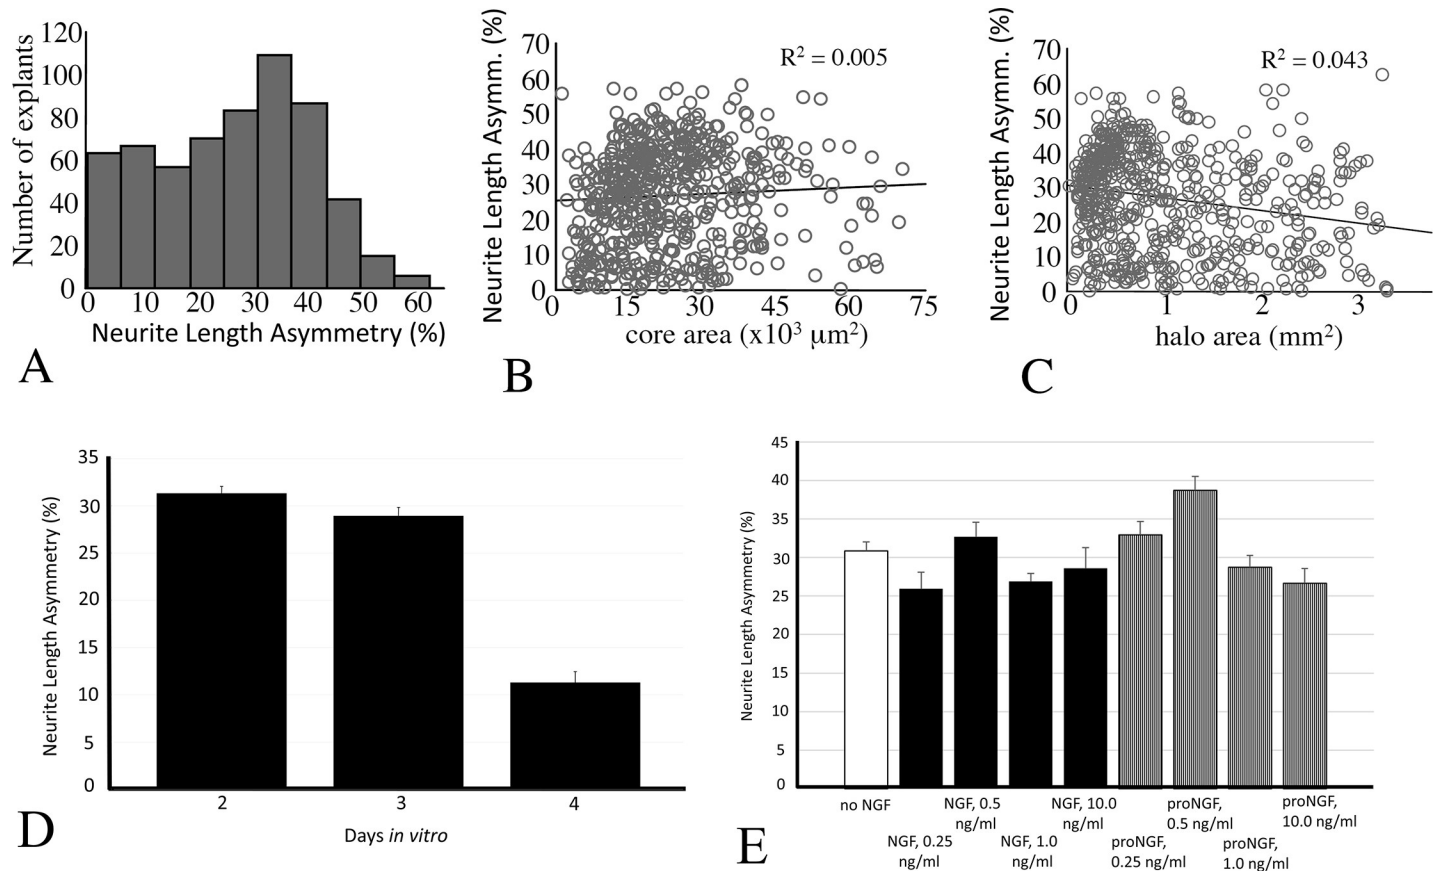 120
100
80
60
40
20
0
Number of explants
0 10 20 30 40 50 60
Neurite Length Asymmetry (%)
A
70
60
50
40
30
20
10
0
Neurite Length Asymm. (%)
R² = 0.005
0 15 30 45 60 75
core area (x10³ µm²)
B
70
60
50
40
30
20
10
0
Neurite Length Asymm. (%)
R² = 0.043
0 1 2 3
halo area (mm²)
C
35
30
25
20
15
10
5
0
Neurite Length Asymmetry (%)
2 3 4
Days in vitro
D
45
40
35
30
25
20
15
10
5
0
Neurite Length Asymmetry (%)
no NGF
NGF, 0.25
ng/ml
NGF, 0.5
ng/ml
NGF, 1.0
ng/ml
NGF, 10.0
ng/ml
proNGF,
0.25 ng/ml
proNGF,
0.5 ng/ml
proNGF,
1.0 ng/ml
proNGF,
10.0 ng/ml
E